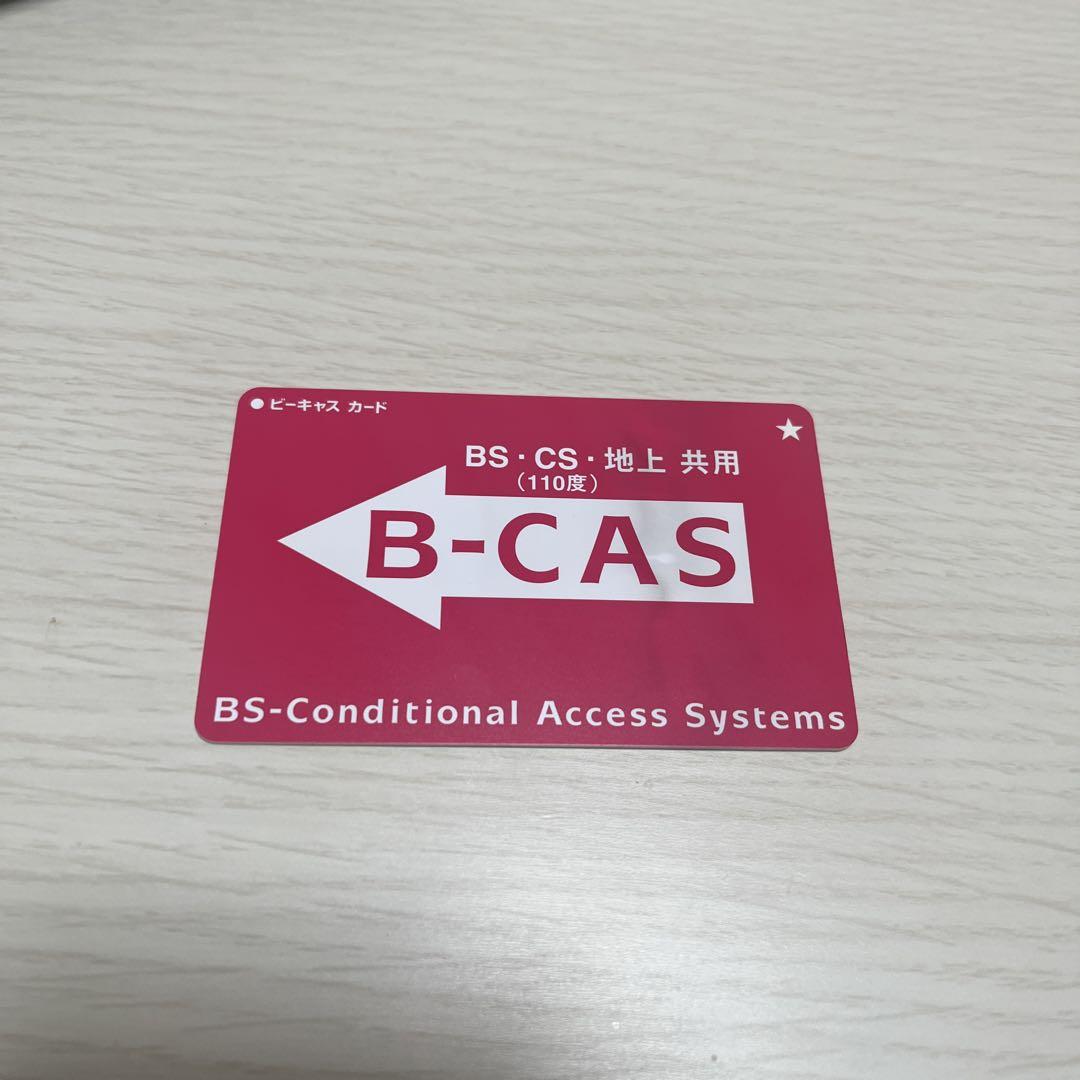 ● ビーキャス カード
★
BS・CS・地上 共用
（110度）
B-CAS
BS-Conditional Access Systems